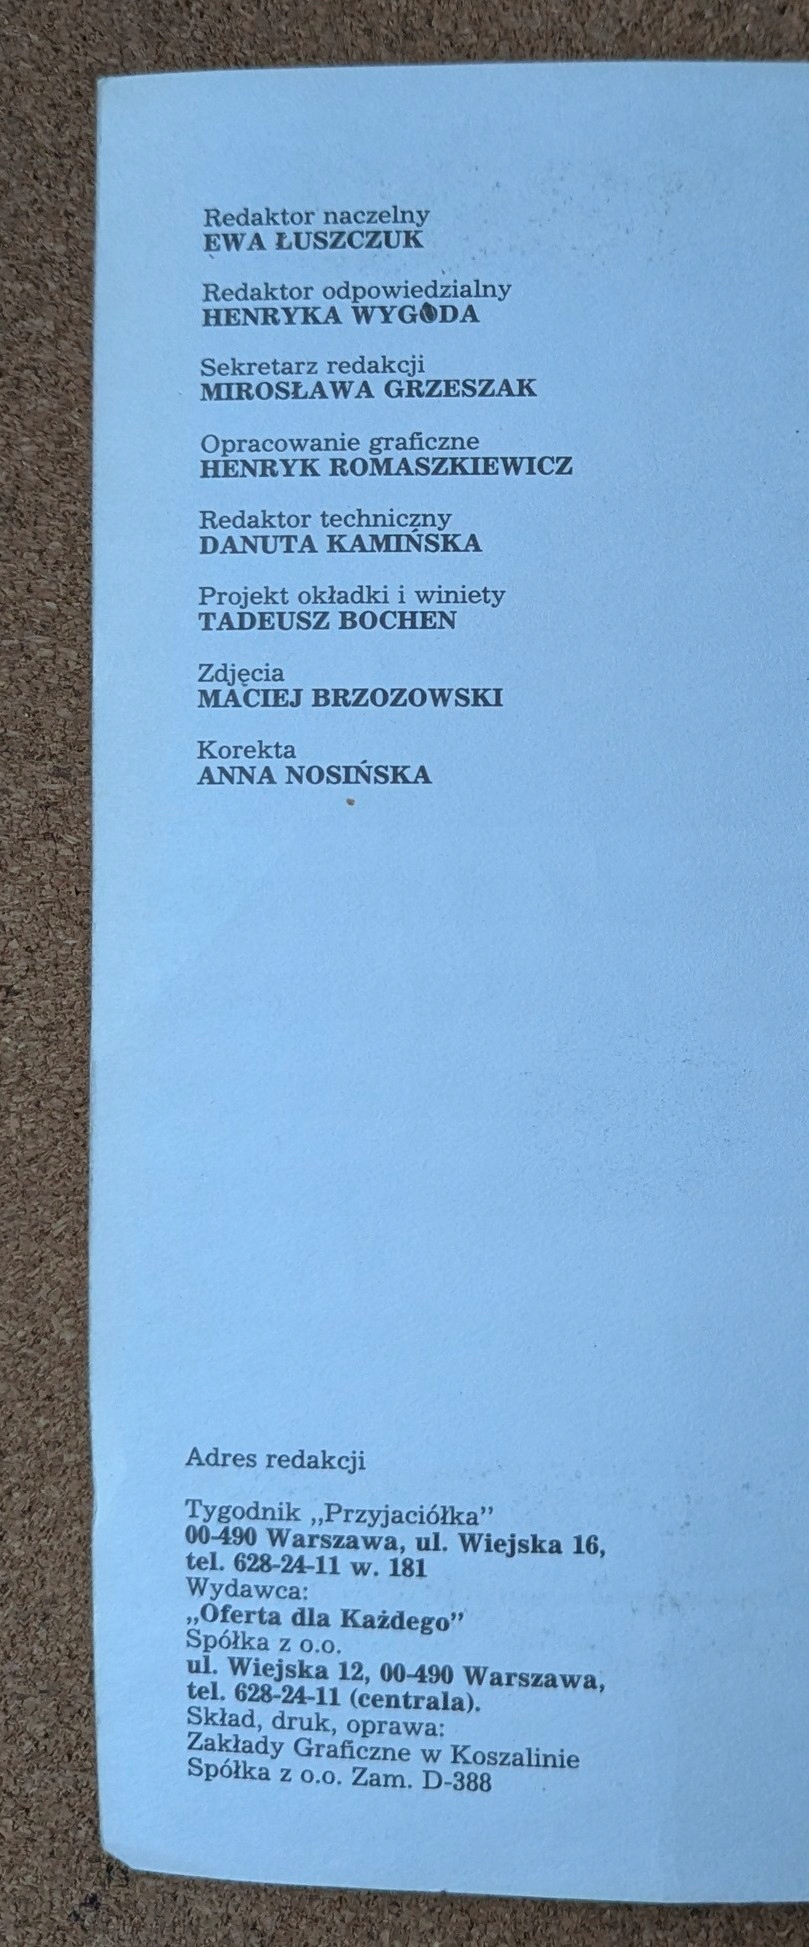 Redaktor naczelny
EWA ŁUSZCZUK
Redaktor odpowiedzialny
HENRYKA WYGODA
Sekretarz redakcji
MIROSŁAWA GRZESZAK
Opracowanie graficzne
HENRYK ROMASZKIEWICZ
Redaktor techniczny
DANUTA KAMIŃSKA
Projekt okładki i winiety
TADEUSZ BOCHEN
Zdjęcia
MACIEJ BRZOZOWSKI
Korekta
ANNA NOSIŃSKA
Adres redakcji
Tygodnik „Przyjaciółka”
00-490 Warszawa, ul. Wiejska 16,
tel. 628-24-11 w. 181
Wydawca:
„Oferta dla Każdego”
Spółka z o.o.
ul. Wiejska 12, 00-490 Warszawa,
tel. 628-24-11 (centrala).
Skład, druk, oprawa:
Zakłady Graficzne w Koszalinie
Spółka z o.o. Zam. D-388